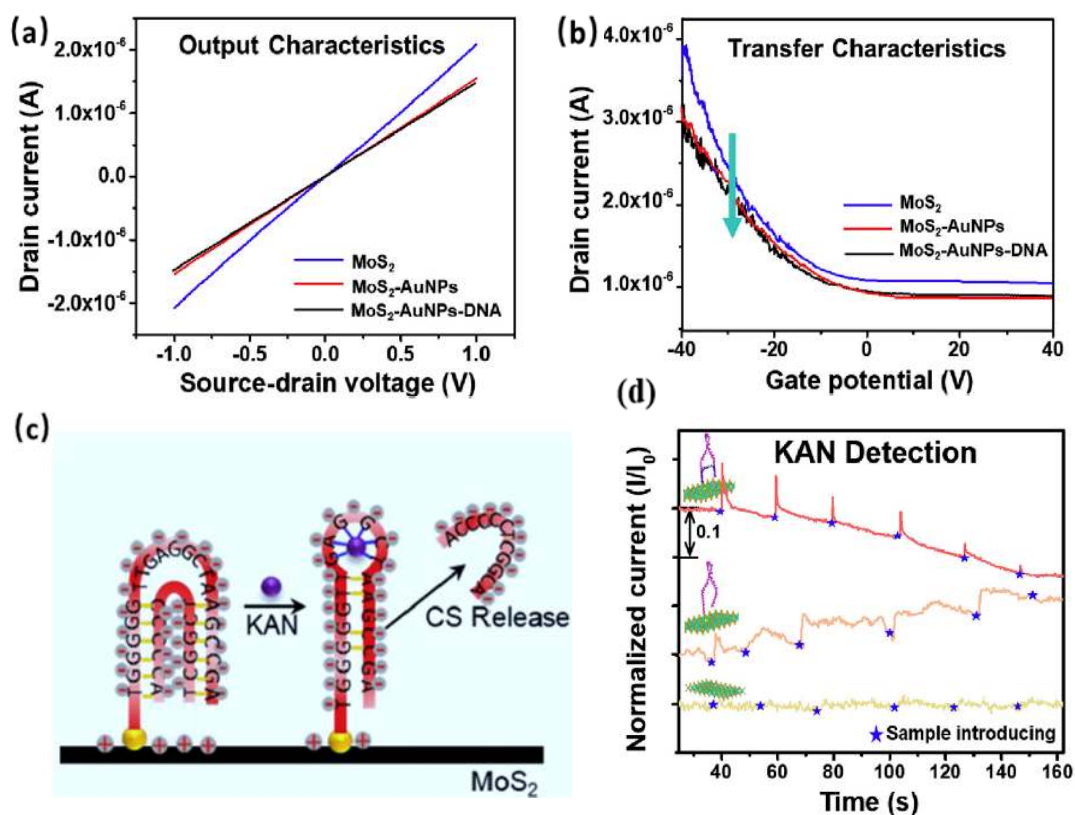 (a)
Output Characteristics
2.0x10⁻⁶
1.0x10⁻⁶
0.0
-1.0x10⁻⁶
-2.0x10⁻⁶
Drain current (A)
MoS₂
MoS₂-AuNPs
MoS₂-AuNPs-DNA
-1.0 -0.5 0.0 0.5 1.0
Source-drain voltage (V)
(b)
Transfer Characteristics
4.0x10⁻⁶
3.0x10⁻⁶
2.0x10⁻⁶
1.0x10⁻⁶
Drain current (A)
MoS₂
MoS₂-AuNPs
MoS₂-AuNPs-DNA
-40 -20 0 20 40
Gate potential (V)
(c)
KAN
CS Release
MoS₂
(d)
KAN Detection
Normalized current (I/I₀)
0.1
Sample introducing
40 60 80 100 120 140 160
Time (s)